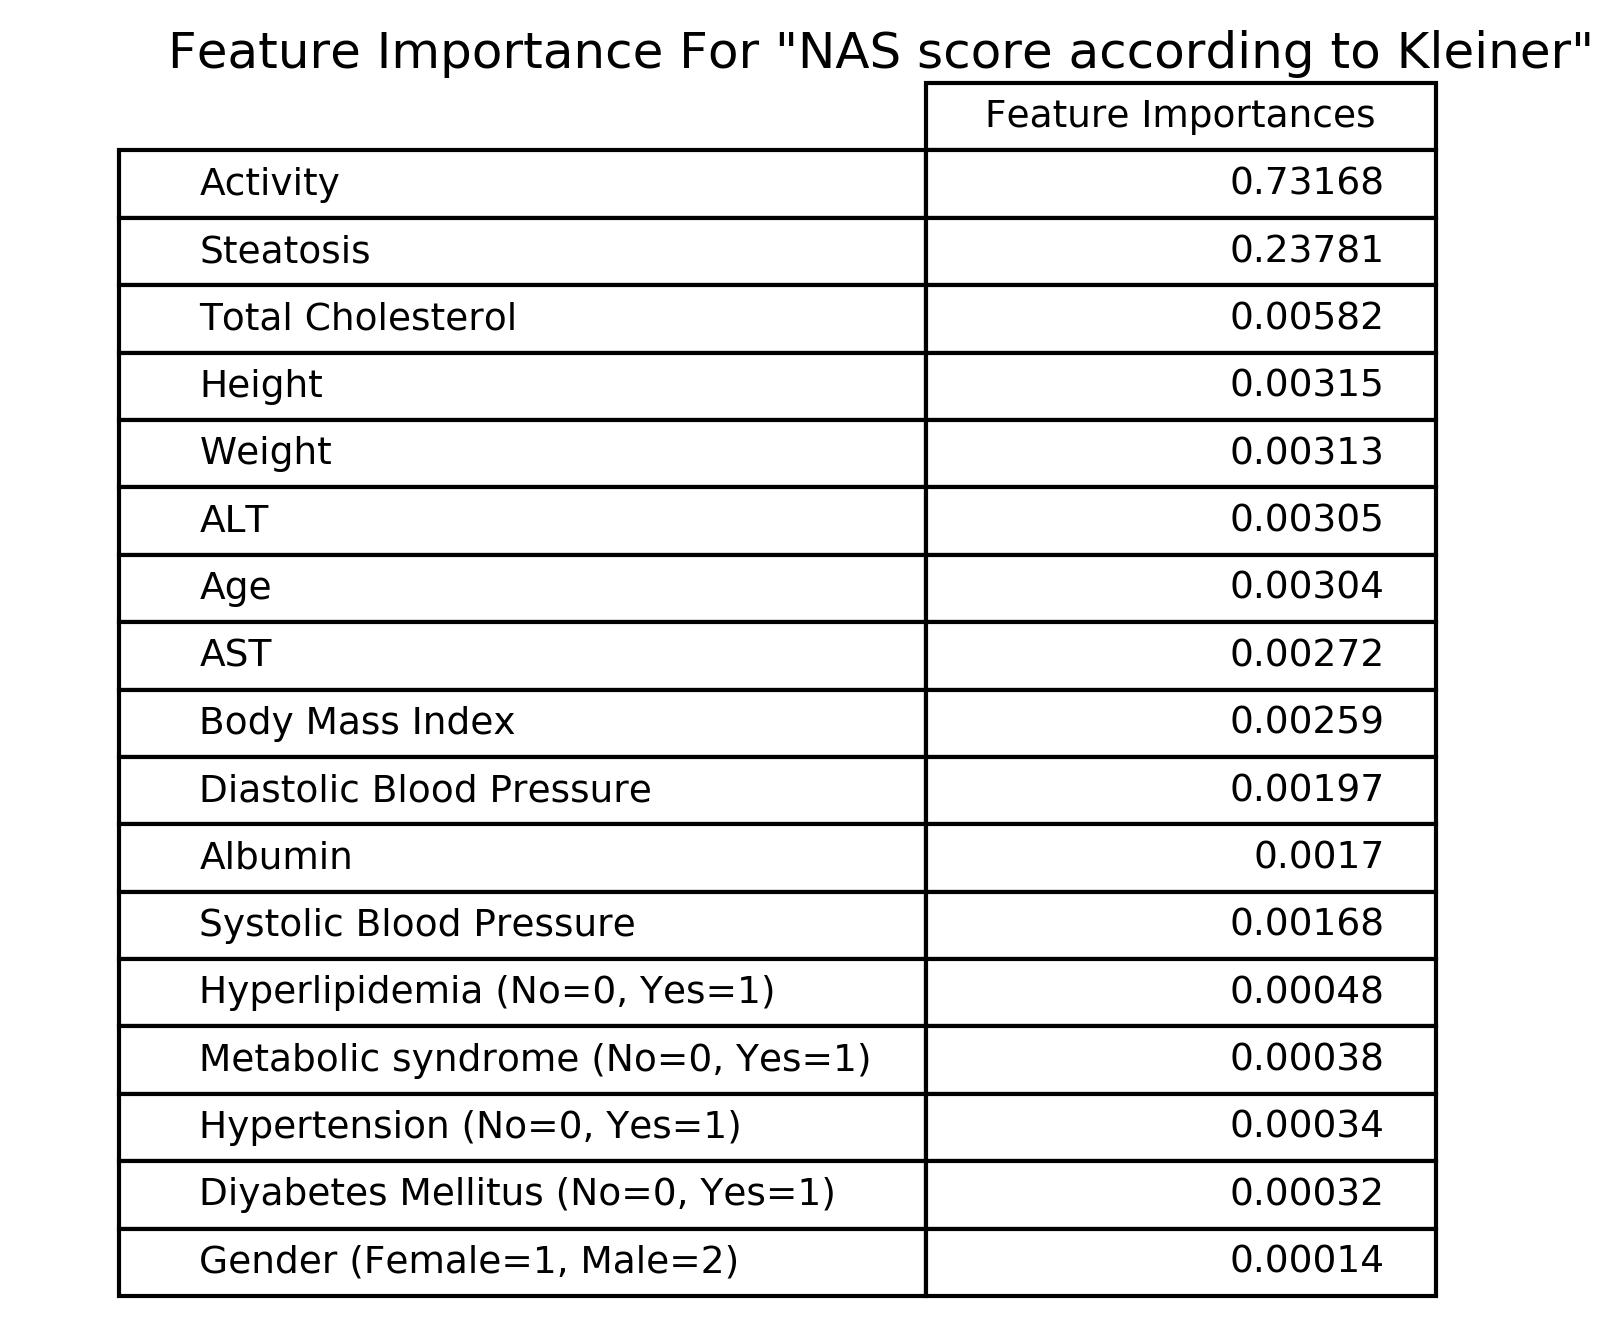 Feature Importance For "NAS score according to Kleiner"
Feature Importances
Activity 0.73168
Steatosis 0.23781
Total Cholesterol 0.00582
Height 0.00315
Weight 0.00313
ALT 0.00305
Age 0.00304
AST 0.00272
Body Mass Index 0.00259
Diastolic Blood Pressure 0.00197
Albumin 0.0017
Systolic Blood Pressure 0.00168
Hyperlipidemia (No=0, Yes=1) 0.00048
Metabolic syndrome (No=0, Yes=1) 0.00038
Hypertension (No=0, Yes=1) 0.00034
Diyabetes Mellitus (No=0, Yes=1) 0.00032
Gender (Female=1, Male=2) 0.00014